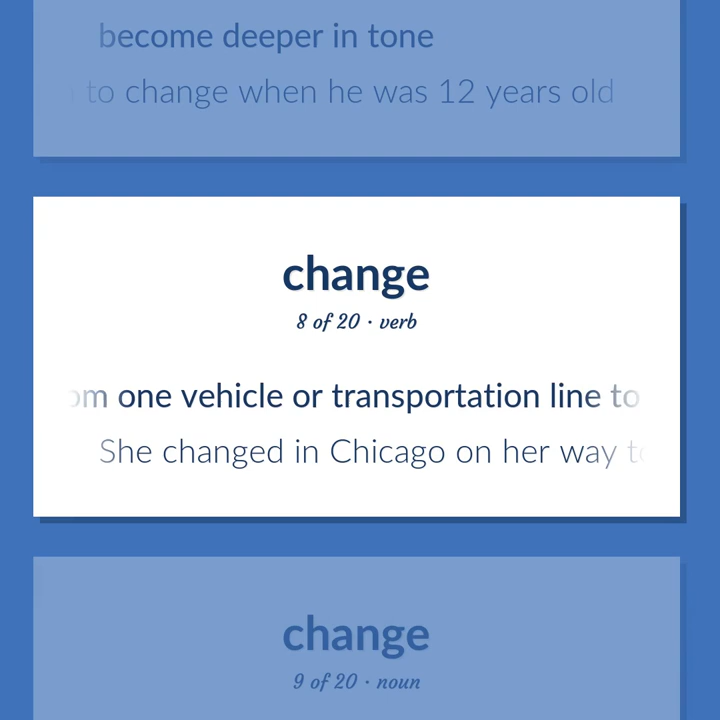 become deeper in tone
to change when he was 12 years old
change
8 of 20 · verb
one vehicle or transportation line to
She changed in Chicago on her way to
change
9 of 20 · noun